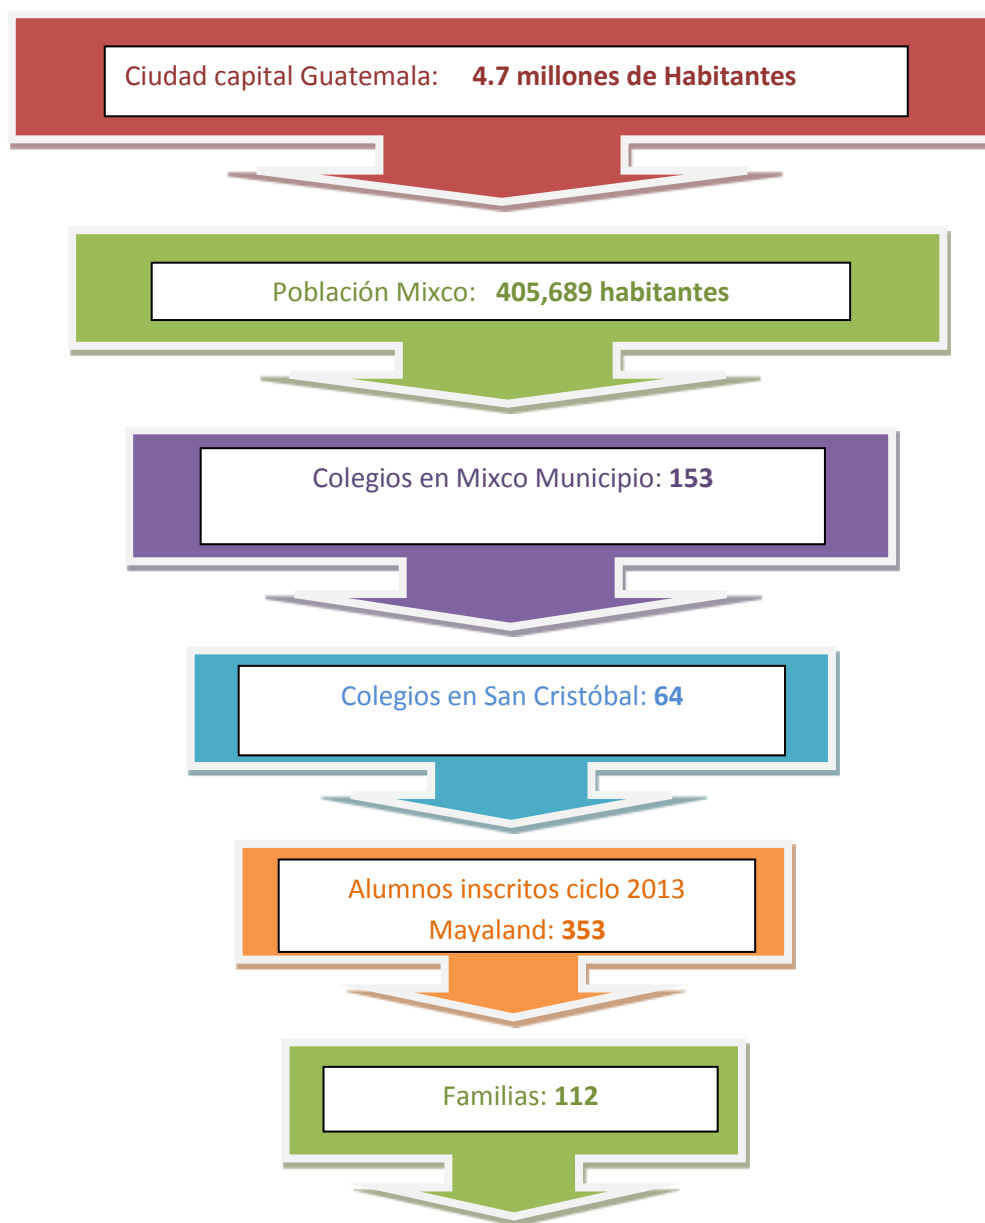 Ciudad capital Guatemala: 4.7 millones de Habitantes
Población Mixco: 405,689 habitantes
Colegios en Mixco Municipio: 153
Colegios en San Cristóbal: 64
Alumnos inscritos ciclo 2013
Mayaland: 353
Familias: 112